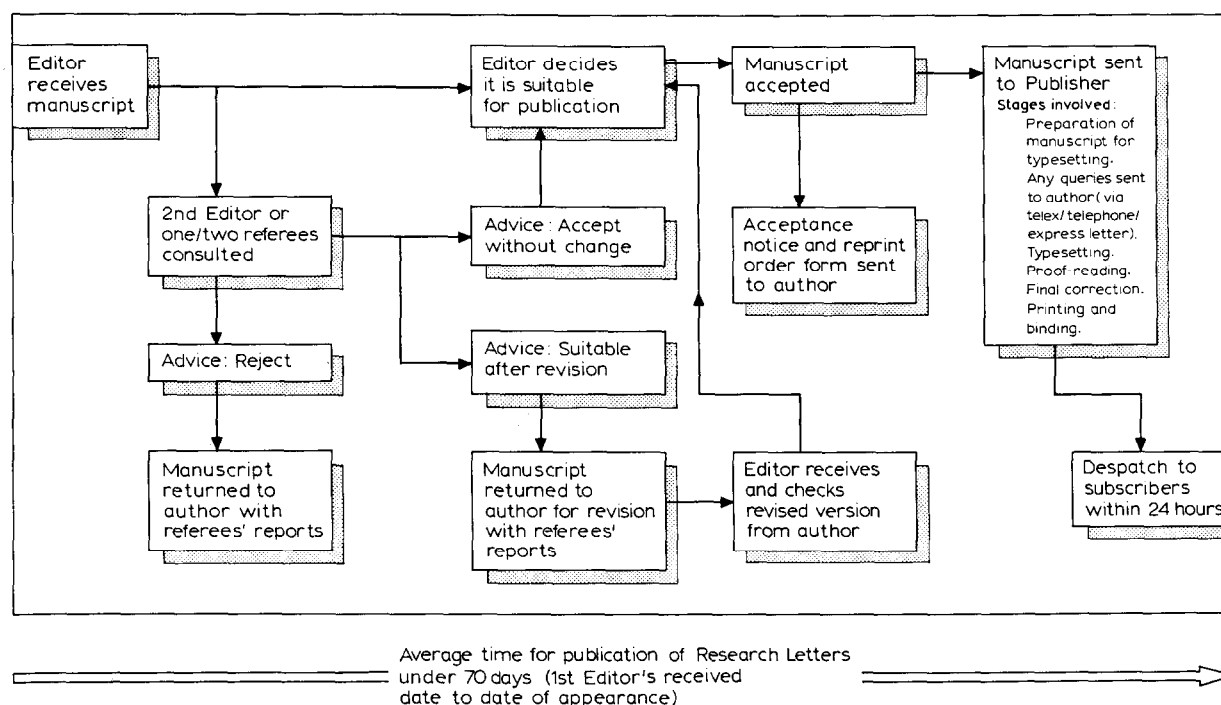 Editor
receives
manuscript
Editor decides
it is suitable
for publication
Manuscript
accepted
Manuscript sent
to Publisher
Stages involved:
Preparation of
manuscript for
typesetting.
Any queries sent
to author (via
telex/telephone/
express letter).
Typesetting.
Proof-reading.
Final correction.
Printing and
binding.
2nd Editor or
one/two referees
consulted
Advice: Accept
without change
Acceptance
notice and reprint
order form sent
to author
Advice: Reject
Advice: Suitable
after revision
Manuscript
returned to
author with
referees' reports
Manuscript
returned to
author for revision
with referees'
reports
Editor receives
and checks
revised version
from author
Despatch to
subscribers
within 24 hours
Average time for publication of Research Letters
under 70 days (1st Editor's received
date to date of appearance)